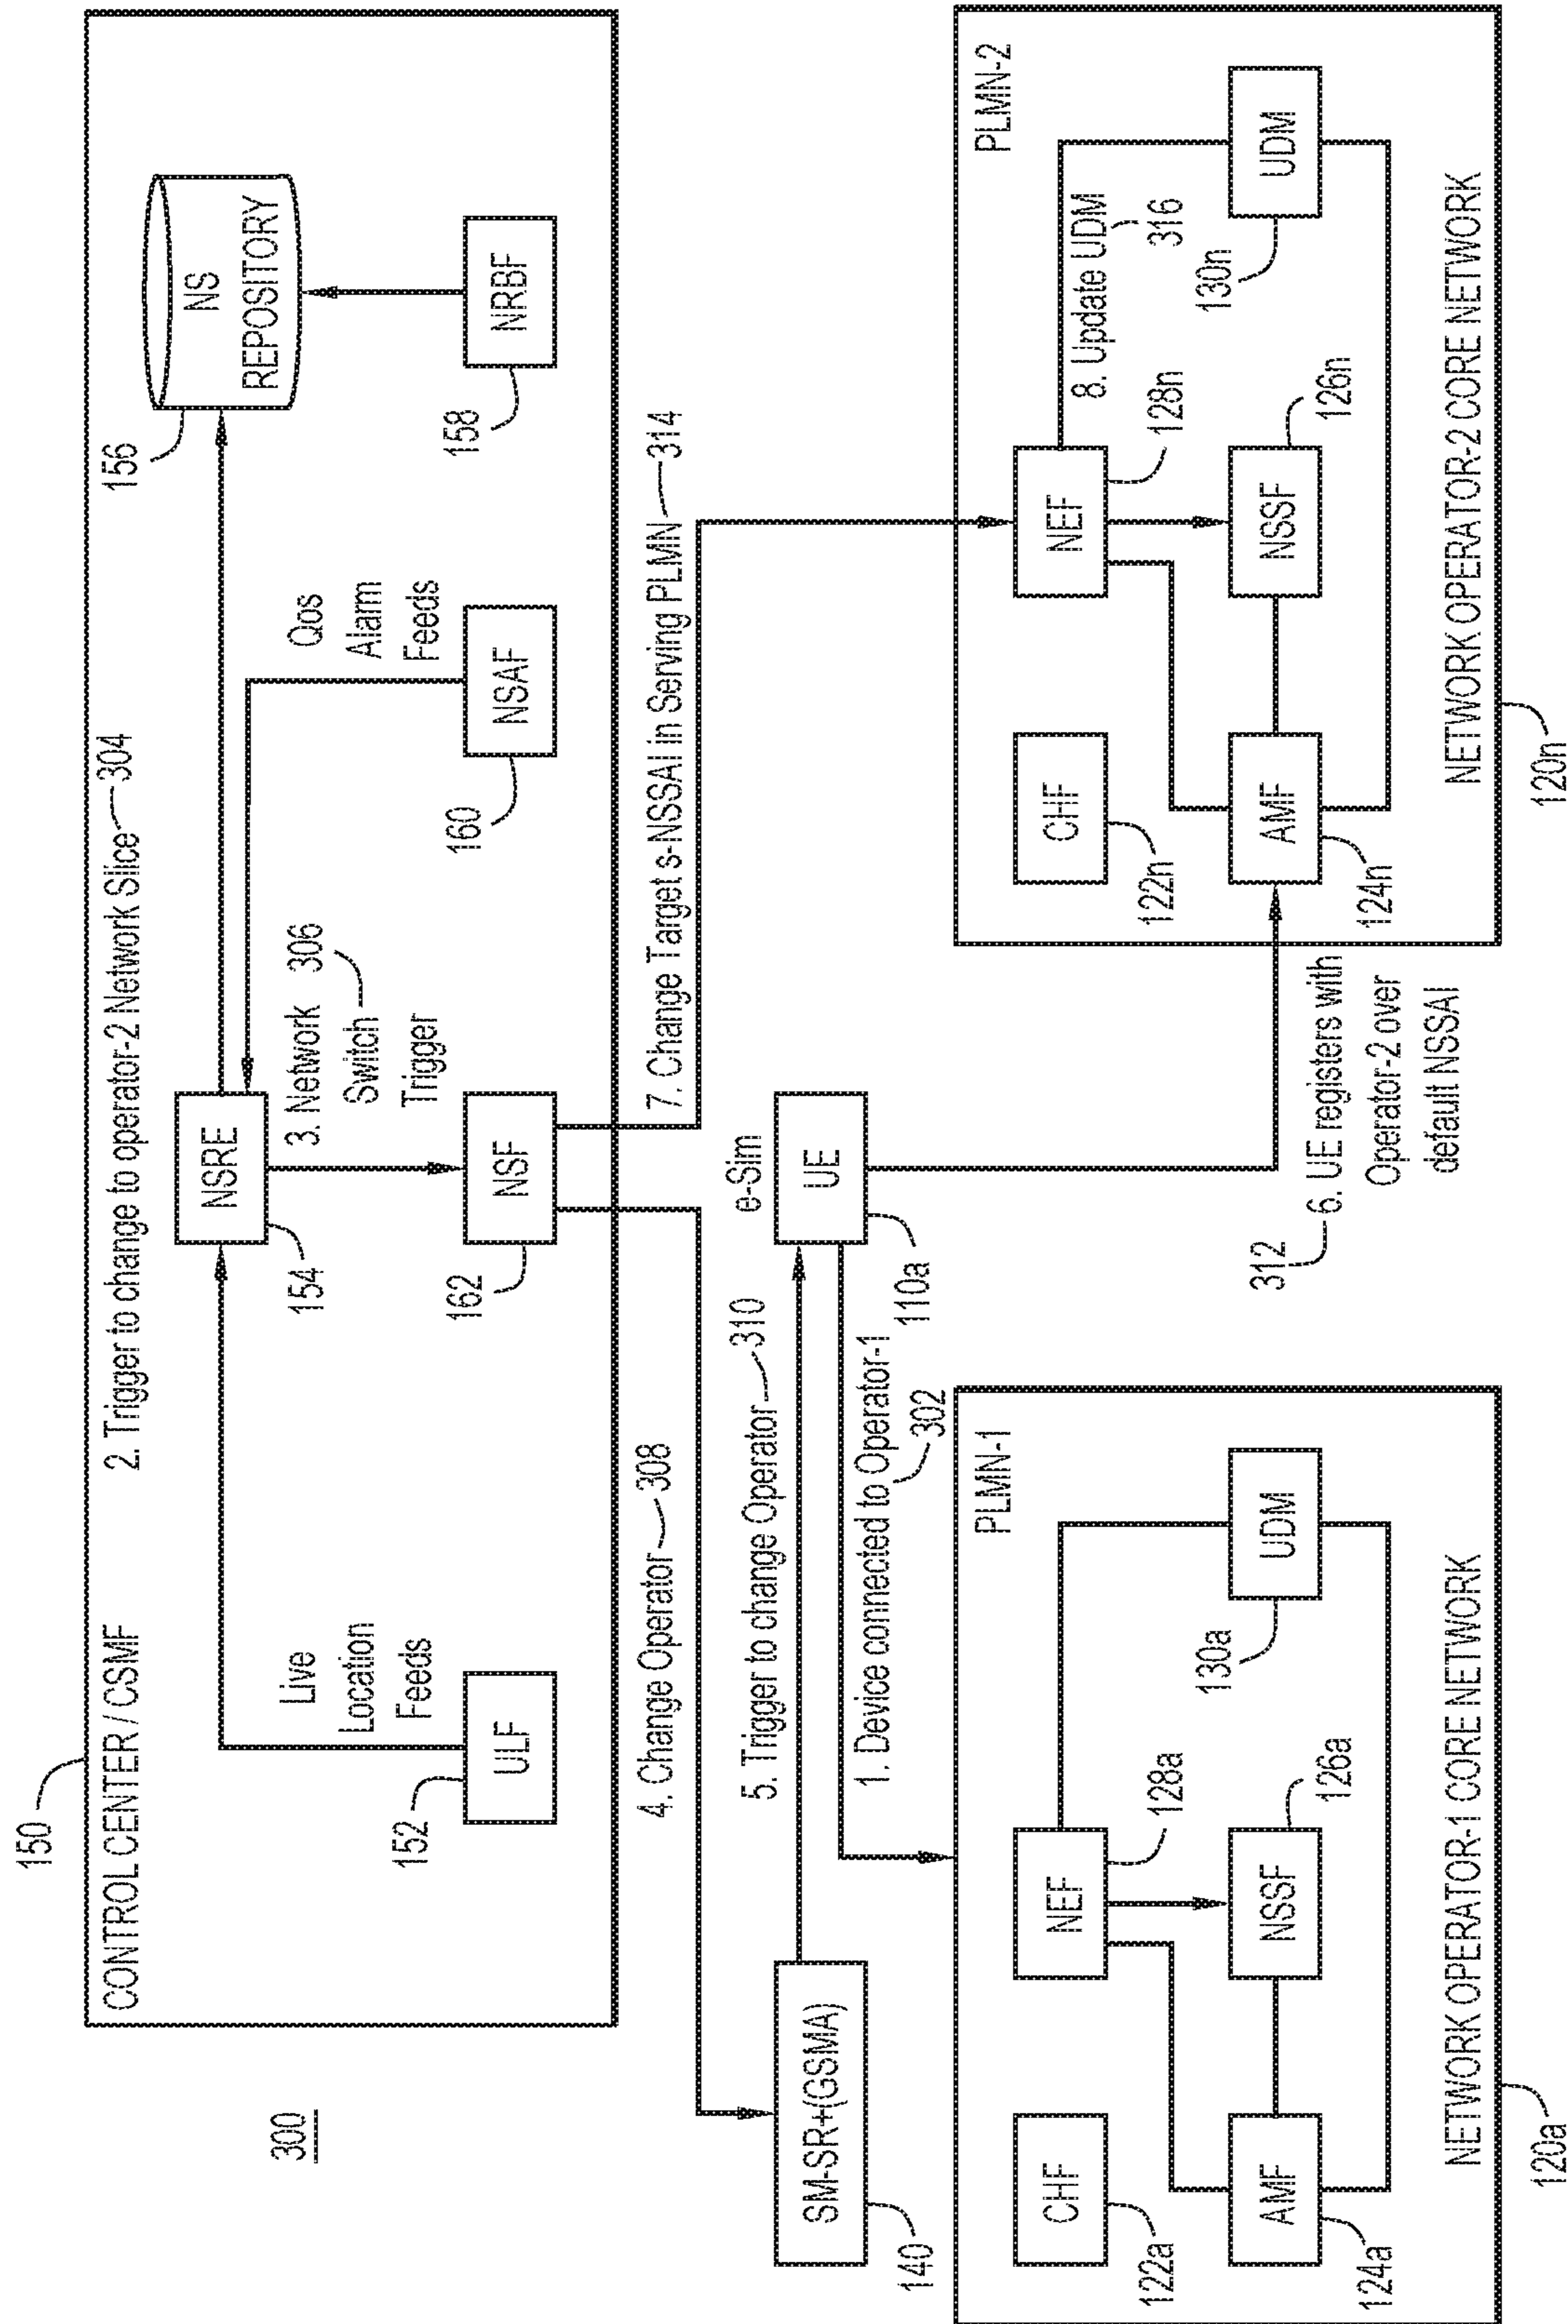 300
150
CONTROL CENTER / CSMF
2. Trigger to change to operator-2 Network Slice
304
Live
Location
Feeds
ULF
152
NSRE
154
3. Network
Switch
Trigger
306
NSF
162
Qos
Alarm
Feeds
NSAF
160
156
NS
REPOSITORY
NRBF
158
4. Change Operator
308
7. Change Target s-NSSAI in Serving PLMN
314
SM-SR+(GSMA)
140
5. Trigger to change Operator
310
e-Sim
UE
110a
1. Device connected to Operator-1
302
312
6. UE registers with
Operator-2 over
default NSSAI
PLMN-1
CHF
122a
NEF
128a
AMF
124a
NSSF
126a
UDM
130a
NETWORK OPERATOR-1 CORE NETWORK
120a
PLMN-2
CHF
122n
NEF
128n
8. Update UDM
316
AMF
124n
NSSF
126n
UDM
130n
NETWORK OPERATOR-2 CORE NETWORK
120n